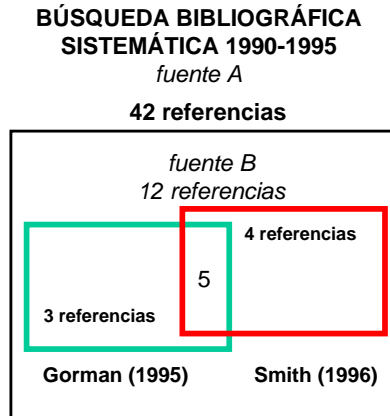 BÚSQUEDA BIBLIOGRÁFICA
SISTEMÁTICA 1990-1995
fuente A
42 referencias
fuente B
12 referencias
4 referencias
5
3 referencias
Gorman (1995)
Smith (1996)